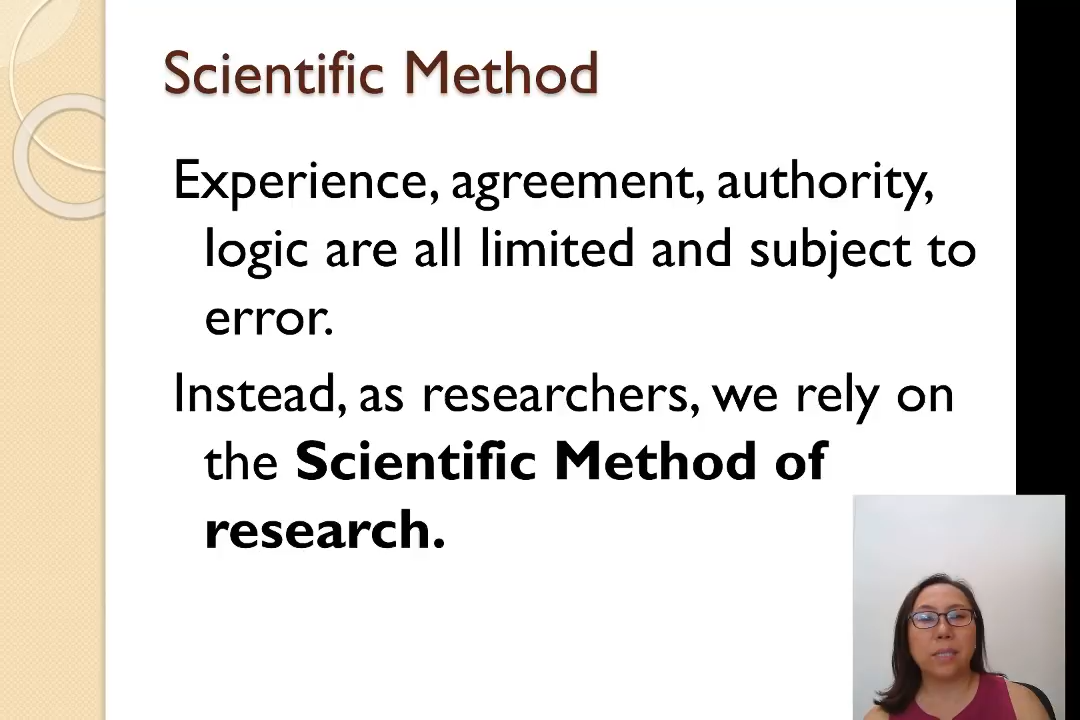 Scientific Method
Experience, agreement, authority,
logic are all limited and subject to
error.
Instead, as researchers, we rely on
the Scientific Method of
research.